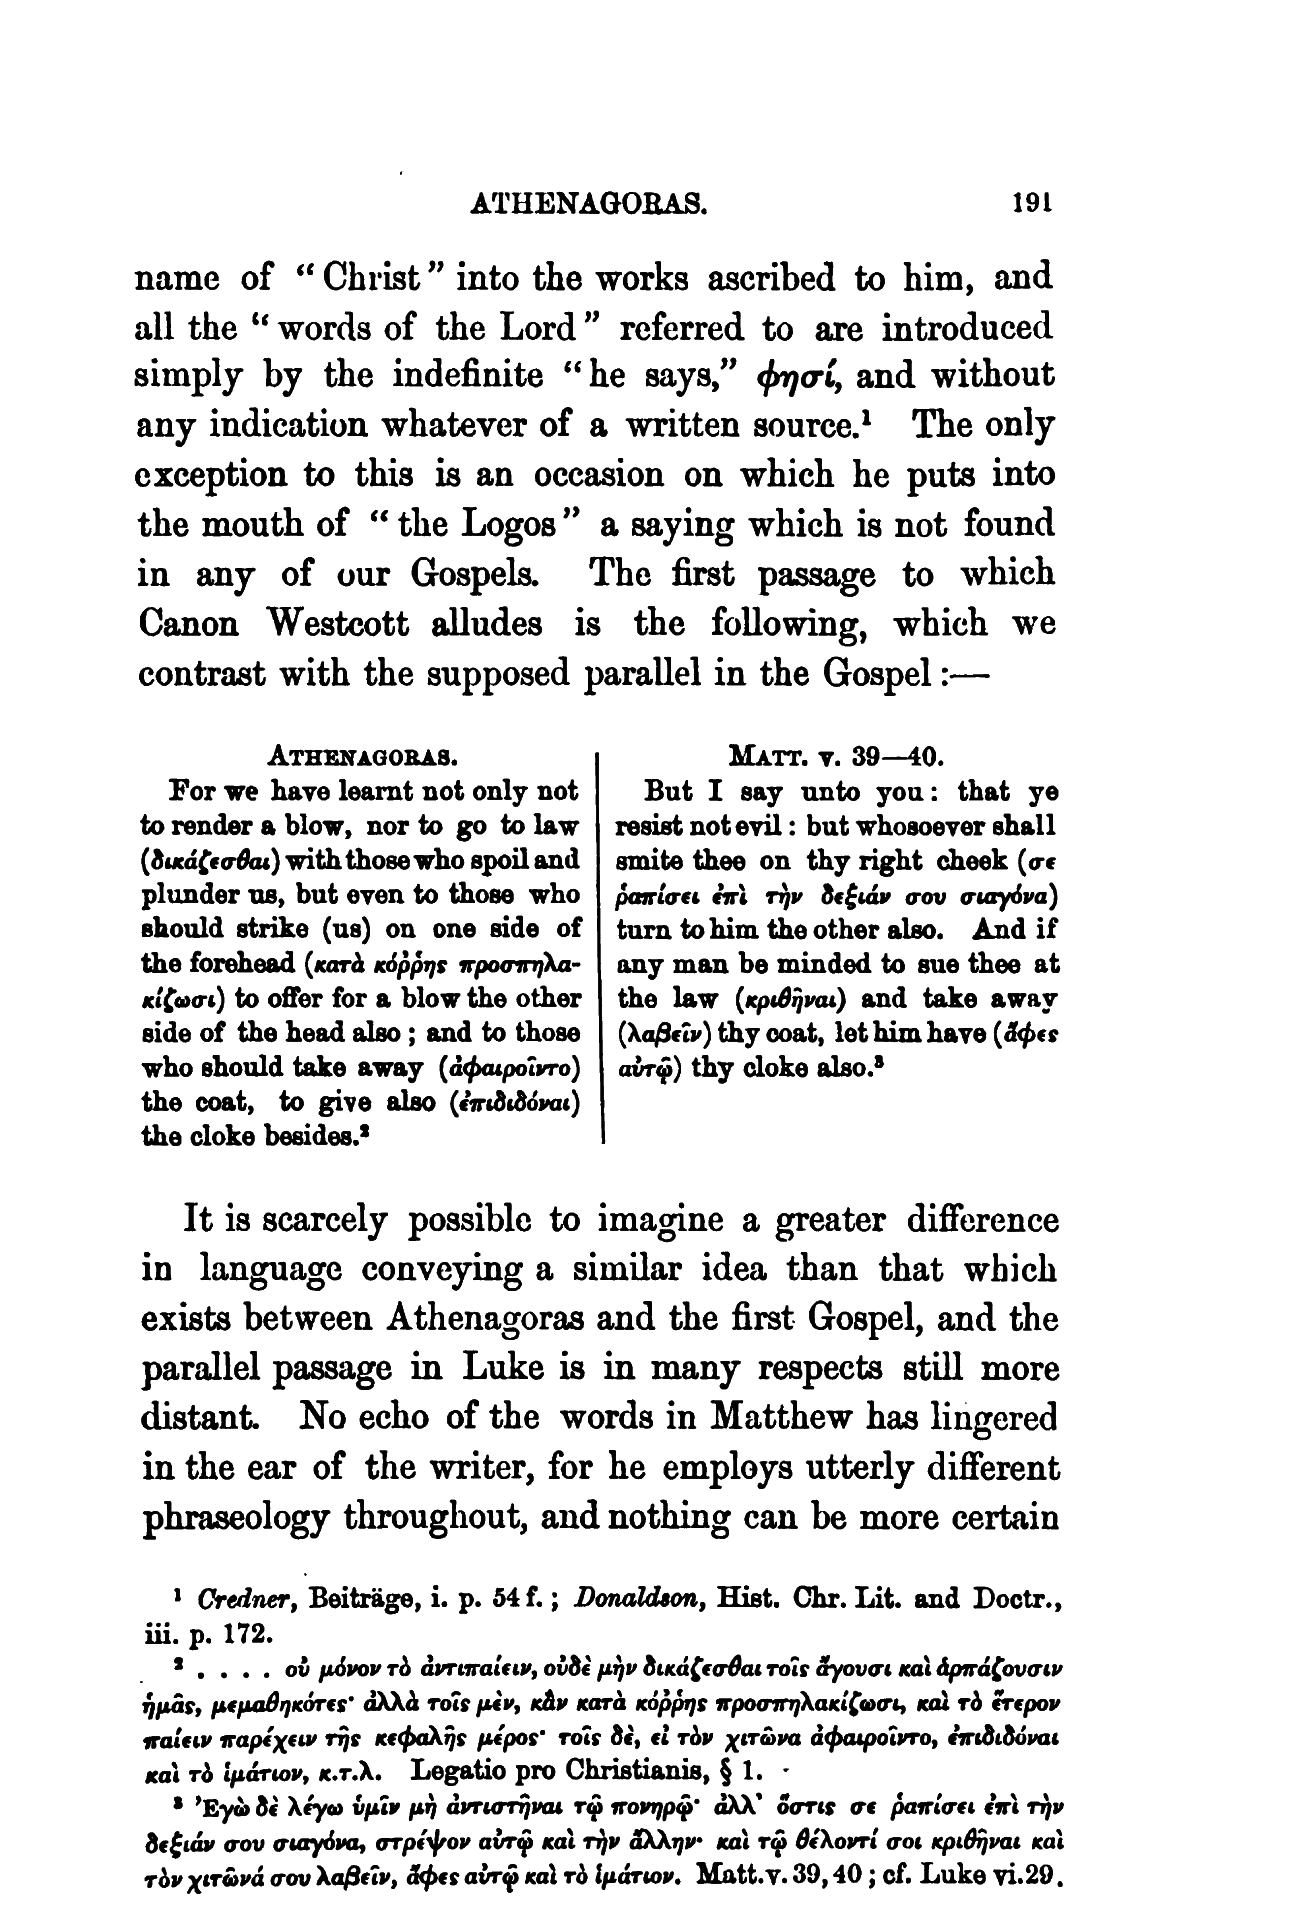 ATHENAGORAS. 191
name of “Christ” into the works ascribed to him, and
all the “words of the Lord” referred to are introduced
simply by the indefinite “he says,” φησί, and without
any indication whatever of a written source.¹ The only
exception to this is an occasion on which he puts into
the mouth of “the Logos” a saying which is not found
in any of our Gospels. The first passage to which
Canon Westcott alludes is the following, which we
contrast with the supposed parallel in the Gospel:—
ATHENAGORAS.
For we have learnt not only not
to render a blow, nor to go to law
(δικάζεσθαι) with those who spoil and
plunder us, but even to those who
should strike (us) on one side of
the forehead (κατὰ κόῤῥης προσπηλα-
κίζωσι) to offer for a blow the other
side of the head also; and to those
who should take away (ἀφαιροῖντο)
the coat, to give also (ἐπιδιδόναι)
the cloke besides.²
MATT. v. 39—40.
But I say unto you: that ye
resist not evil: but whosoever shall
smite thee on thy right cheek (σε
ῥαπίσει ἐπὶ τὴν δεξιάν σου σιαγόνα)
turn to him the other also. And if
any man be minded to sue thee at
the law (κριθῆναι) and take away
(λαβεῖν) thy coat, let him have (ἄφες
αὐτῷ) thy cloke also.³
It is scarcely possible to imagine a greater difference
in language conveying a similar idea than that which
exists between Athenagoras and the first Gospel, and the
parallel passage in Luke is in many respects still more
distant. No echo of the words in Matthew has lingered
in the ear of the writer, for he employs utterly different
phraseology throughout, and nothing can be more certain
¹ Credner, Beiträge, i. p. 54 f.; Donaldson, Hist. Chr. Lit. and Doctr.,
iii. p. 172.
² . . . . οὐ μόνον τὸ ἀντιπαίειν, οὐδὲ μὴν δικάζεσθαι τοῖς ἄγουσι καὶ ἁρπάζουσιν
ἡμᾶς, μεμαθηκότες· ἀλλὰ τοῖς μὲν, κἂν κατὰ κόῤῥης προσπηλακίζωσι, καὶ τὸ ἕτερον
παίειν παρέχειν τῆς κεφαλῆς μέρος· τοῖς δὲ, εἰ τὸν χιτῶνα ἀφαιροῖντο, ἐπιδιδόναι
καὶ τὸ ἱμάτιον, κ.τ.λ. Legatio pro Christianis, § 1.
³ Ἐγὼ δὲ λέγω ὑμῖν μὴ ἀντιστῆναι τῷ πονηρῷ· ἀλλ᾽ ὅστις σε ῥαπίσει ἐπὶ τὴν
δεξιάν σου σιαγόνα, στρέψον αὐτῷ καὶ τὴν ἄλλην· καὶ τῷ θέλοντί σοι κριθῆναι καὶ
τὸν χιτῶνά σου λαβεῖν, ἄφες αὐτῷ καὶ τὸ ἱμάτιον. Matt. v. 39, 40; cf. Luke vi. 29.